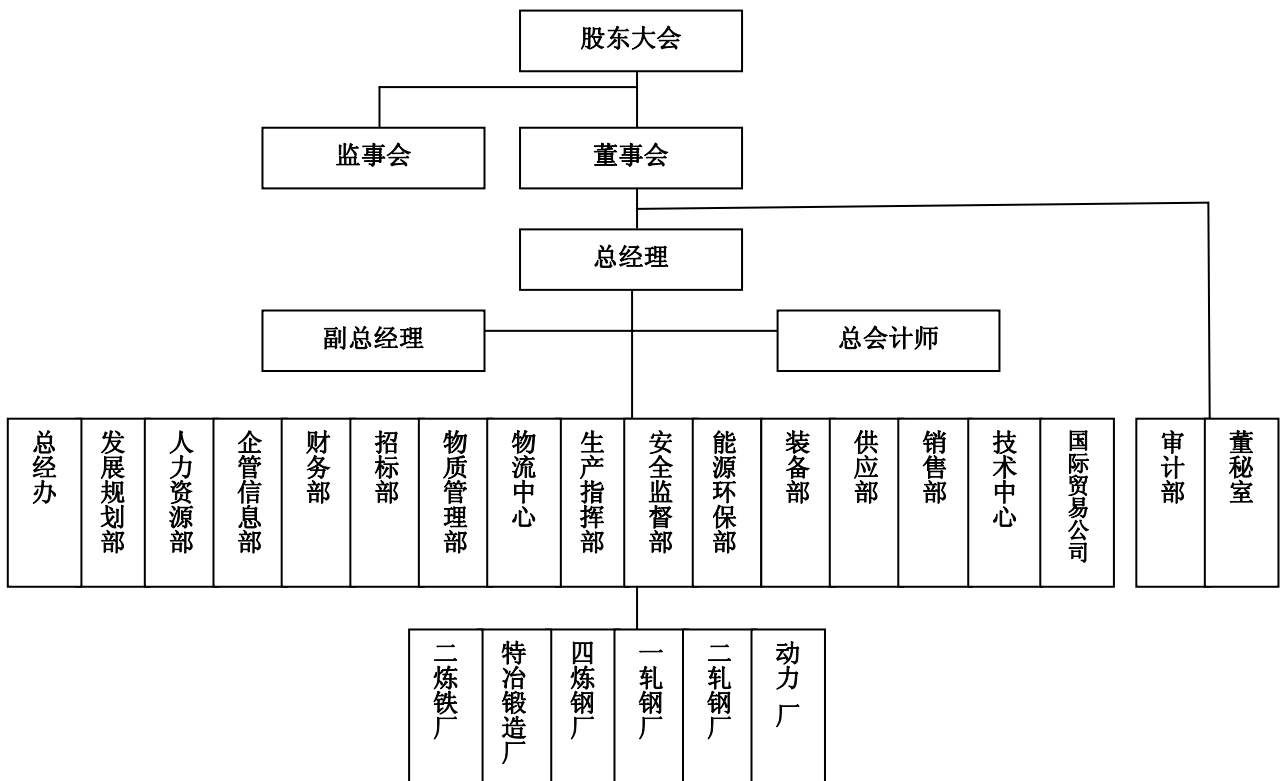 股东大会
监事会
董事会
总经理
副总经理
总会计师
总经办
发展规划部
人力资源部
企管信息部
财务部
招标部
物质管理部
物流中心
生产指挥部
安全监督部
能源环保部
装备部
供应部
销售部
技术中心
国际贸易公司
审计部
董秘室
二炼铁厂
特冶锻造厂
四炼钢厂
一轧钢厂
二轧钢厂
动力厂